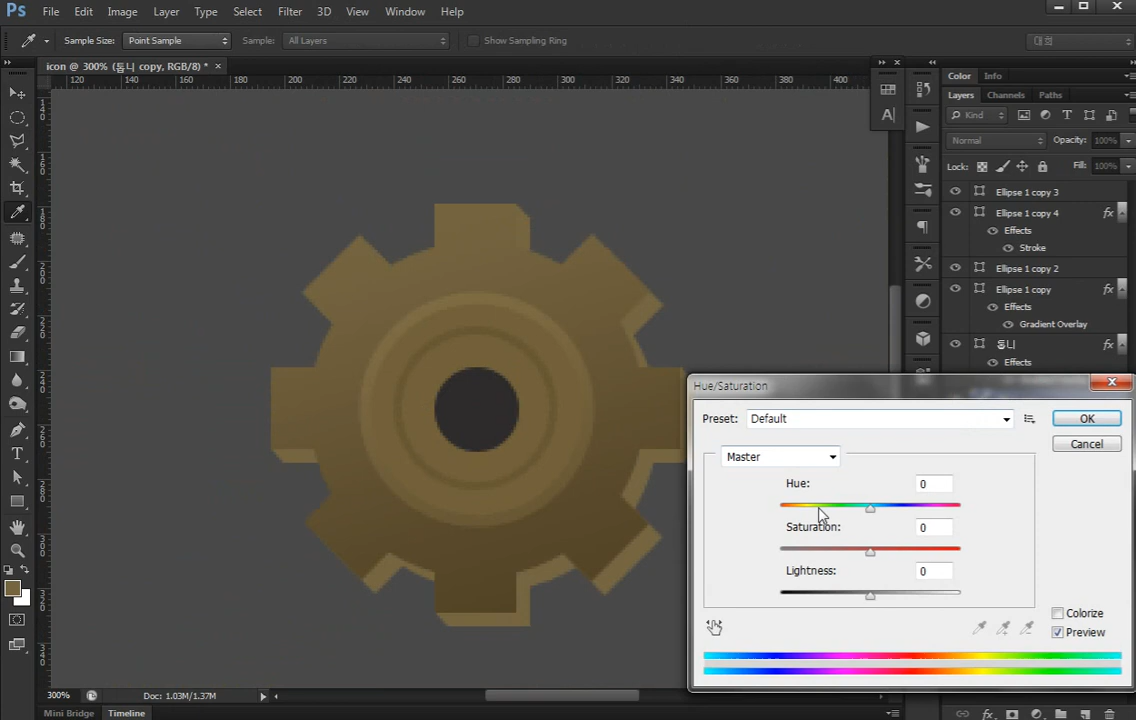 Ps File Edit Image Layer Type Select Filter 3D View Window Help
Sample Size: Point Sample Sample: All Layers Show Sampling Ring
icon @ 300% (톱니 copy, RGB/8) * ×
Color Info
120 180 200 220 240 260 280 300 320 340 360 380 400
Layers Channels Paths
Kind
Normal Opacity: 100%
Lock: Fill: 100%
Ellipse 1 copy 3
Ellipse 1 copy 4 fx
Effects
Stroke
Ellipse 1 copy 2
Ellipse 1 copy fx
Effects
Gradient Overlay
톱니 fx
Effects
Hue/Saturation
Preset: Default OK
Cancel
Master
Hue: 0
Saturation: 0
Lightness: 0
Colorize
Preview
300% Doc: 1.03M/1.37M
Mini Bridge Timeline